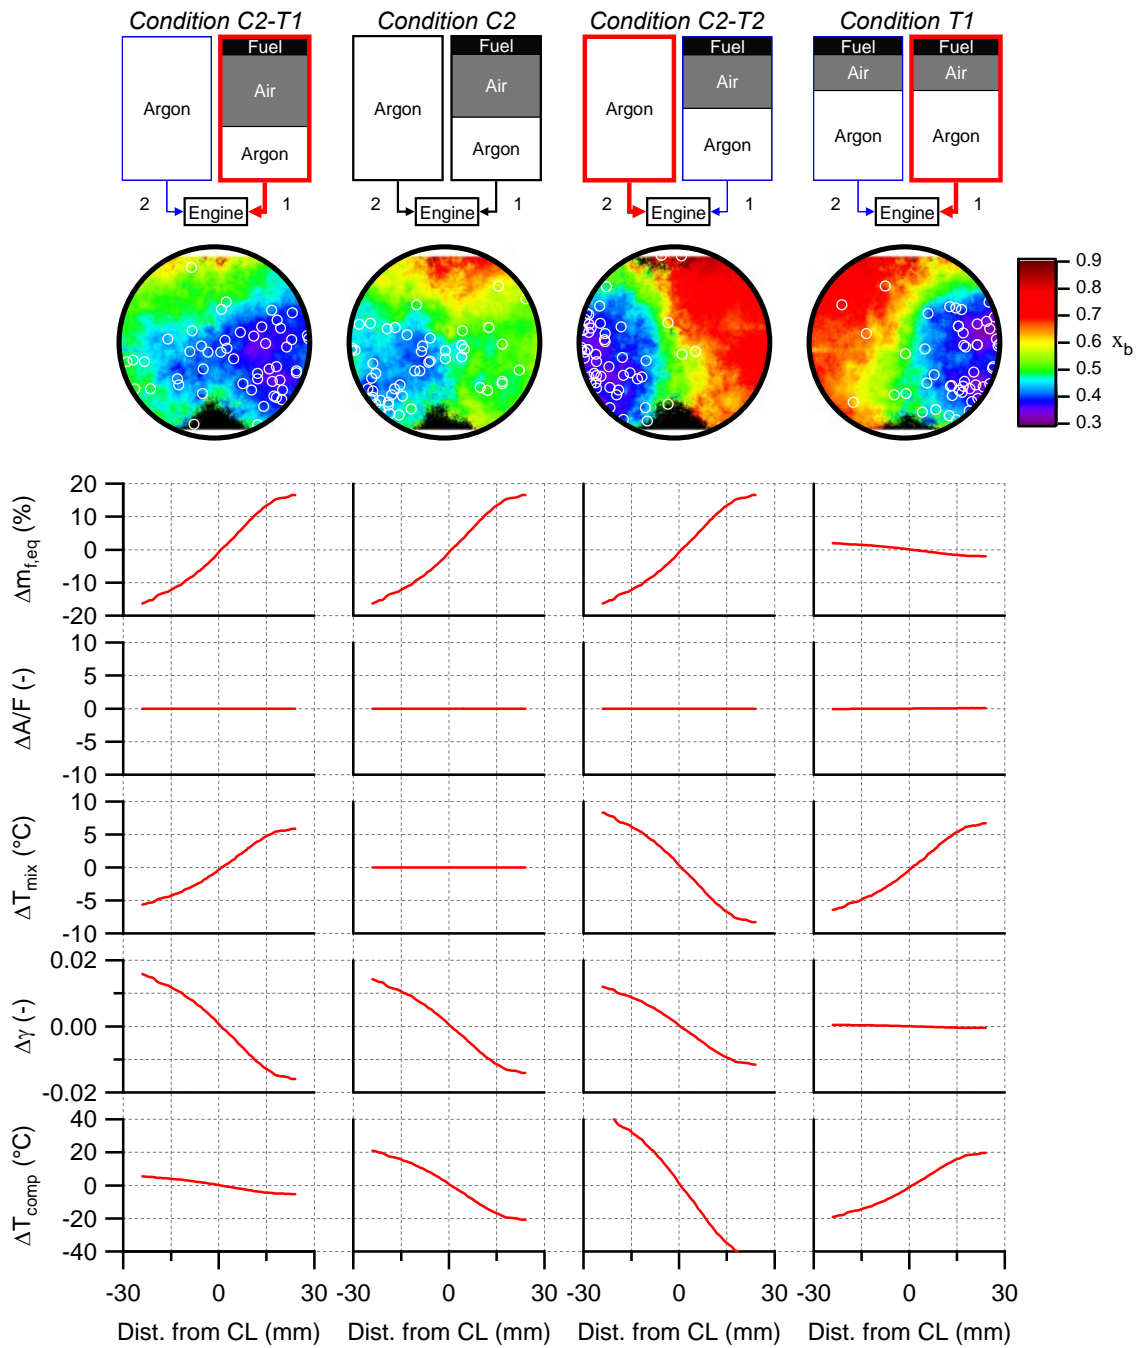 Condition C2-T1 Condition C2 Condition C2-T2 Condition T1
Fuel Fuel Fuel Fuel Fuel
Air Air Air Air Air
Argon Argon Argon Argon Argon
Argon Argon Argon
2 Engine 1 2 Engine 1 2 Engine 1 2 Engine 1
0.9
0.8
0.7
0.6 x_b
0.5
0.4
0.3
Δm_f,eq (%)
20
10
0
-10
-20
ΔA/F (-)
10
5
0
-5
-10
ΔT_mix (°C)
10
5
0
-5
-10
Δγ (-)
0.02
0.00
-0.02
ΔT_comp (°C)
40
20
0
-20
-40
-30 0 30 -30 0 30 -30 0 30 -30 0 30
Dist. from CL (mm) Dist. from CL (mm) Dist. from CL (mm) Dist. from CL (mm)